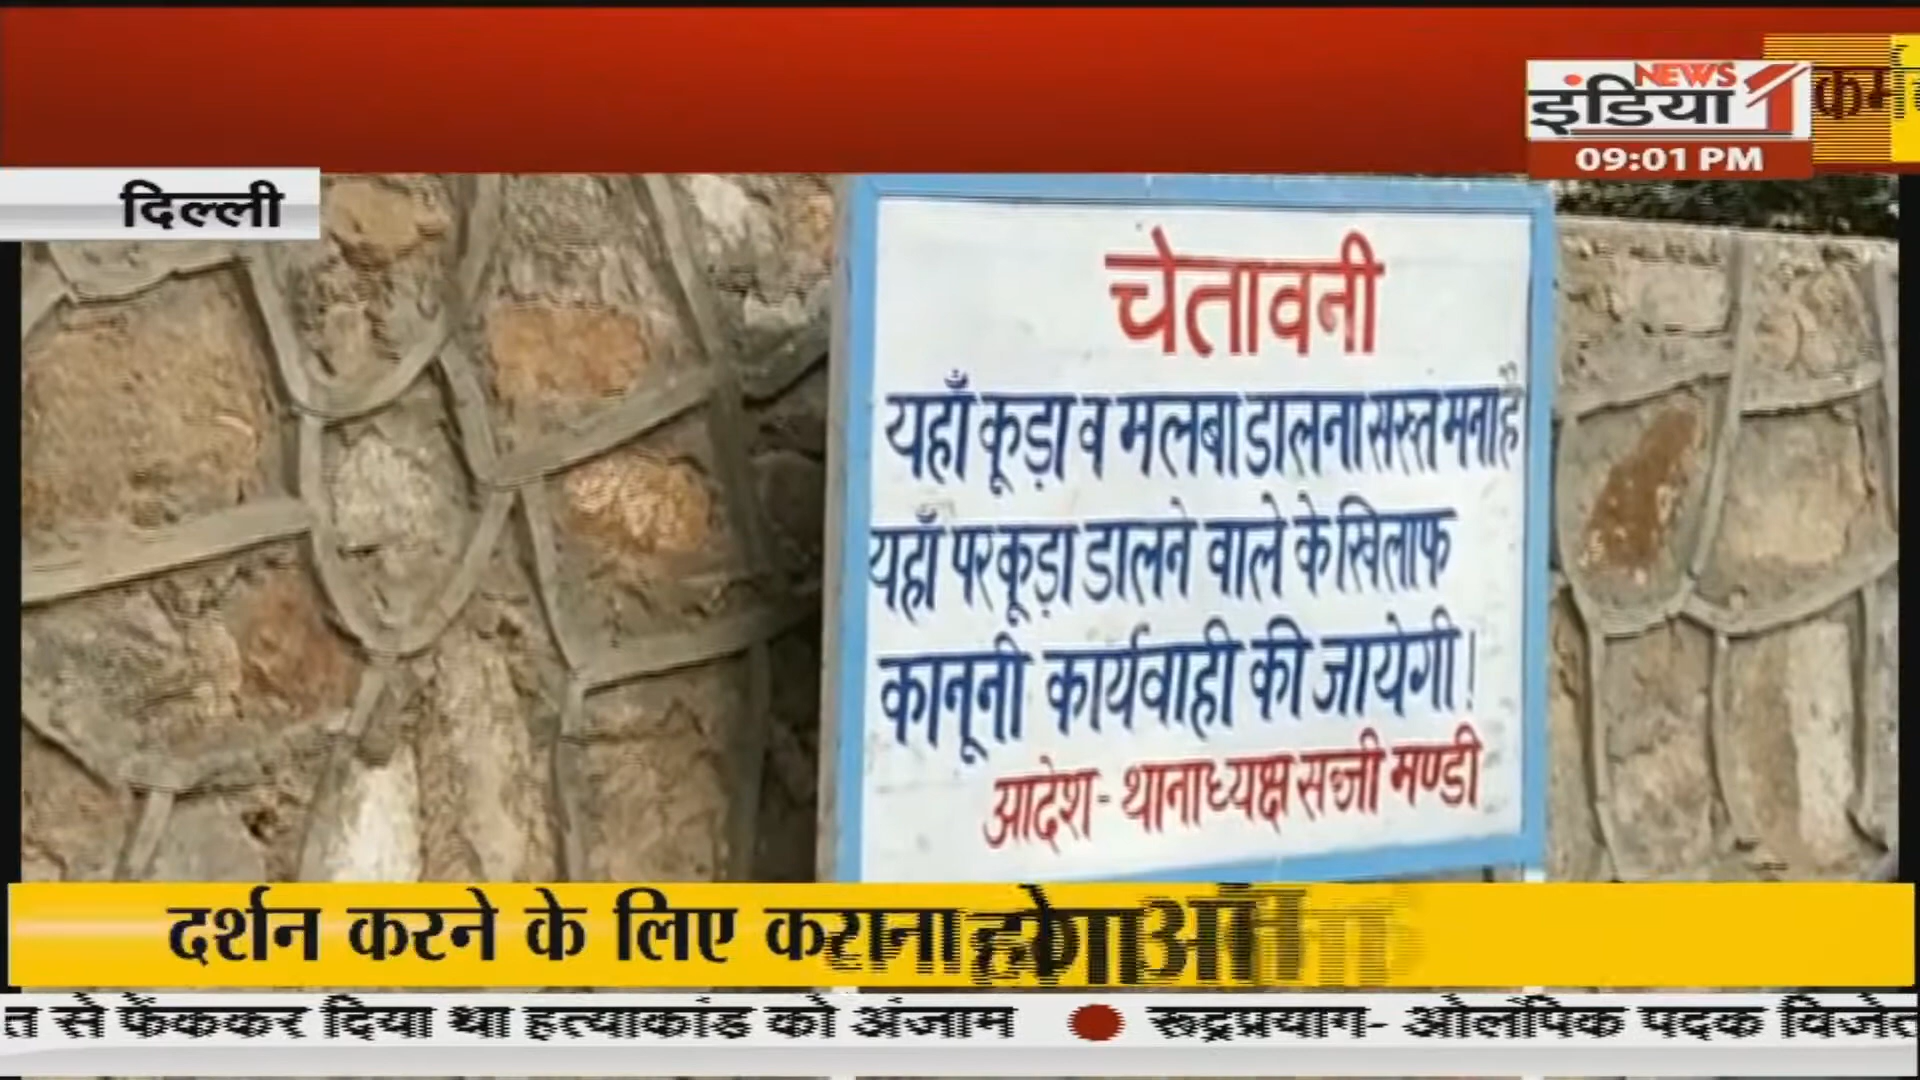 NEWS
इंडिया 1
09:01 PM
दिल्ली
चेतावनी
यहाँ कूड़ा व मलबा डालना सख्त मना है
यहाँ पर कूड़ा डालने वाले के खिलाफ
कानूनी कार्यवाही की जायेगी।
आदेश- थानाध्यक्ष सब्जी मण्डी
दर्शन करने के लिए कराना होगा
त से फेंककर दिया था हत्याकांड को अंजाम ● रूद्रप्रयाग- ओलंपिक पदक विजेत